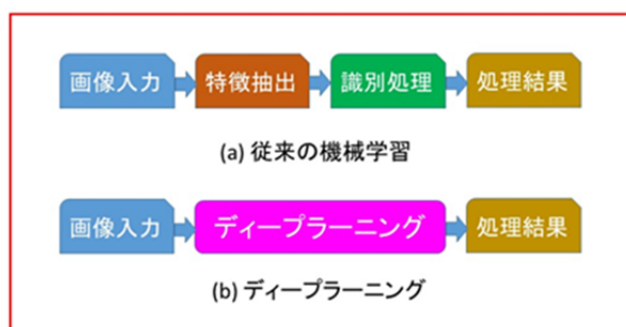 画像入力 特徴抽出 識別処理 処理結果
(a) 従来の機械学習
画像入力 ディープラーニング 処理結果
(b) ディープラーニング